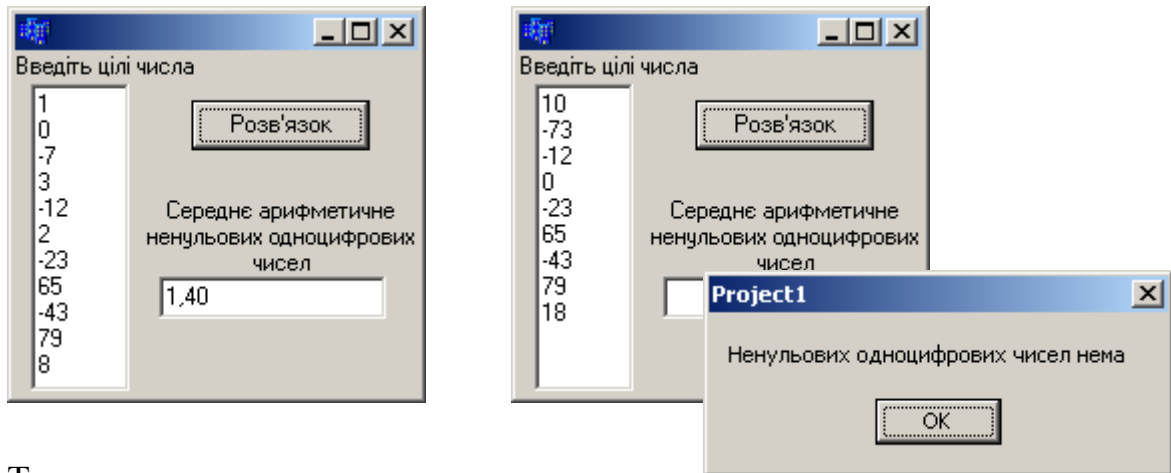 Введіть цілі числа
1
0
-7
3
-12
2
-23
65
-43
79
8
Розв'язок
Середнє арифметичне
ненульових одноцифрових
чисел
1,40
Введіть цілі числа
10
-73
-12
0
-23
65
-43
79
18
Розв'язок
Середнє арифметичне
ненульових одноцифрових
чисел
Project1
Ненульових одноцифрових чисел нема
OK